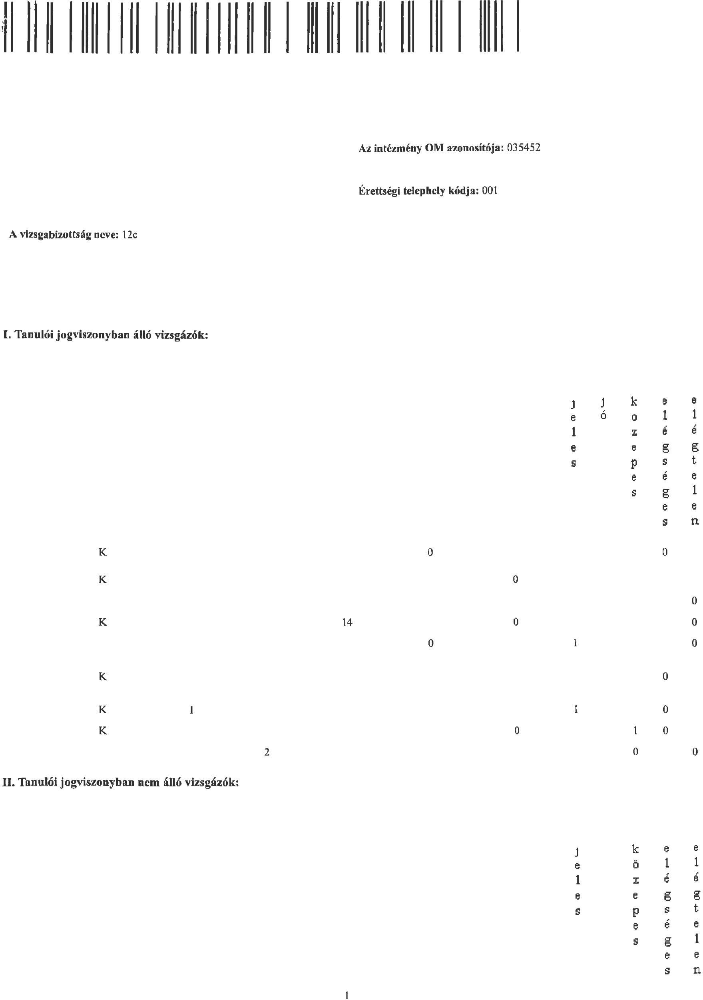 Az intézmény OM azonosítója: 035452
Érettségi telephely kódja: 001
A vizsgabizottság neve: 12c
I. Tanulói jogviszonyban álló vizsgázók:
jeles jó kozepes elégséges elégtelen
K 0 0
K 0
0
K 14 0 0
0 1 0
K 0
K 1 1 0
K 0 1 0
2 0 0
II. Tanulói jogviszonyban nem álló vizsgázók:
jeles közepes elégséges elégtelen
1